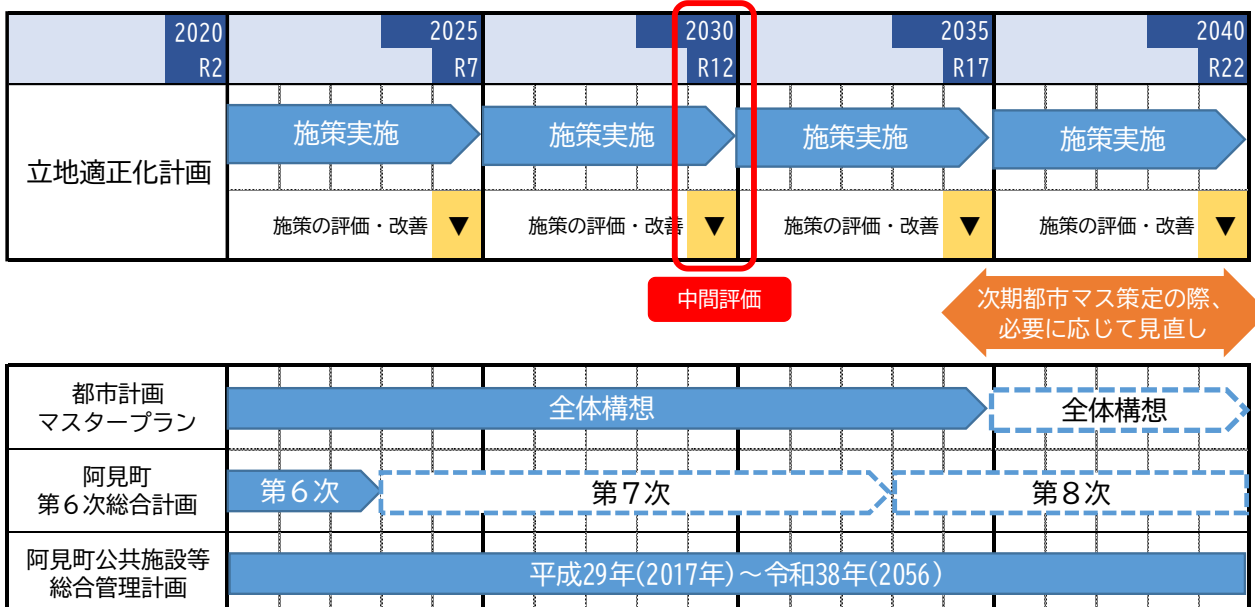 2020
R2
2025
R7
2030
R12
2035
R17
2040
R22
立地適正化計画
施策実施
施策実施
施策実施
施策実施
施策の評価・改善 ▼
施策の評価・改善 ▼
施策の評価・改善 ▼
施策の評価・改善 ▼
中間評価
次期都市マス策定の際、
必要に応じて見直し
都市計画
マスタープラン
全体構想
全体構想
阿見町
第6次総合計画
第6次
第7次
第8次
阿見町公共施設等
総合管理計画
平成29年(2017年)～令和38年(2056)